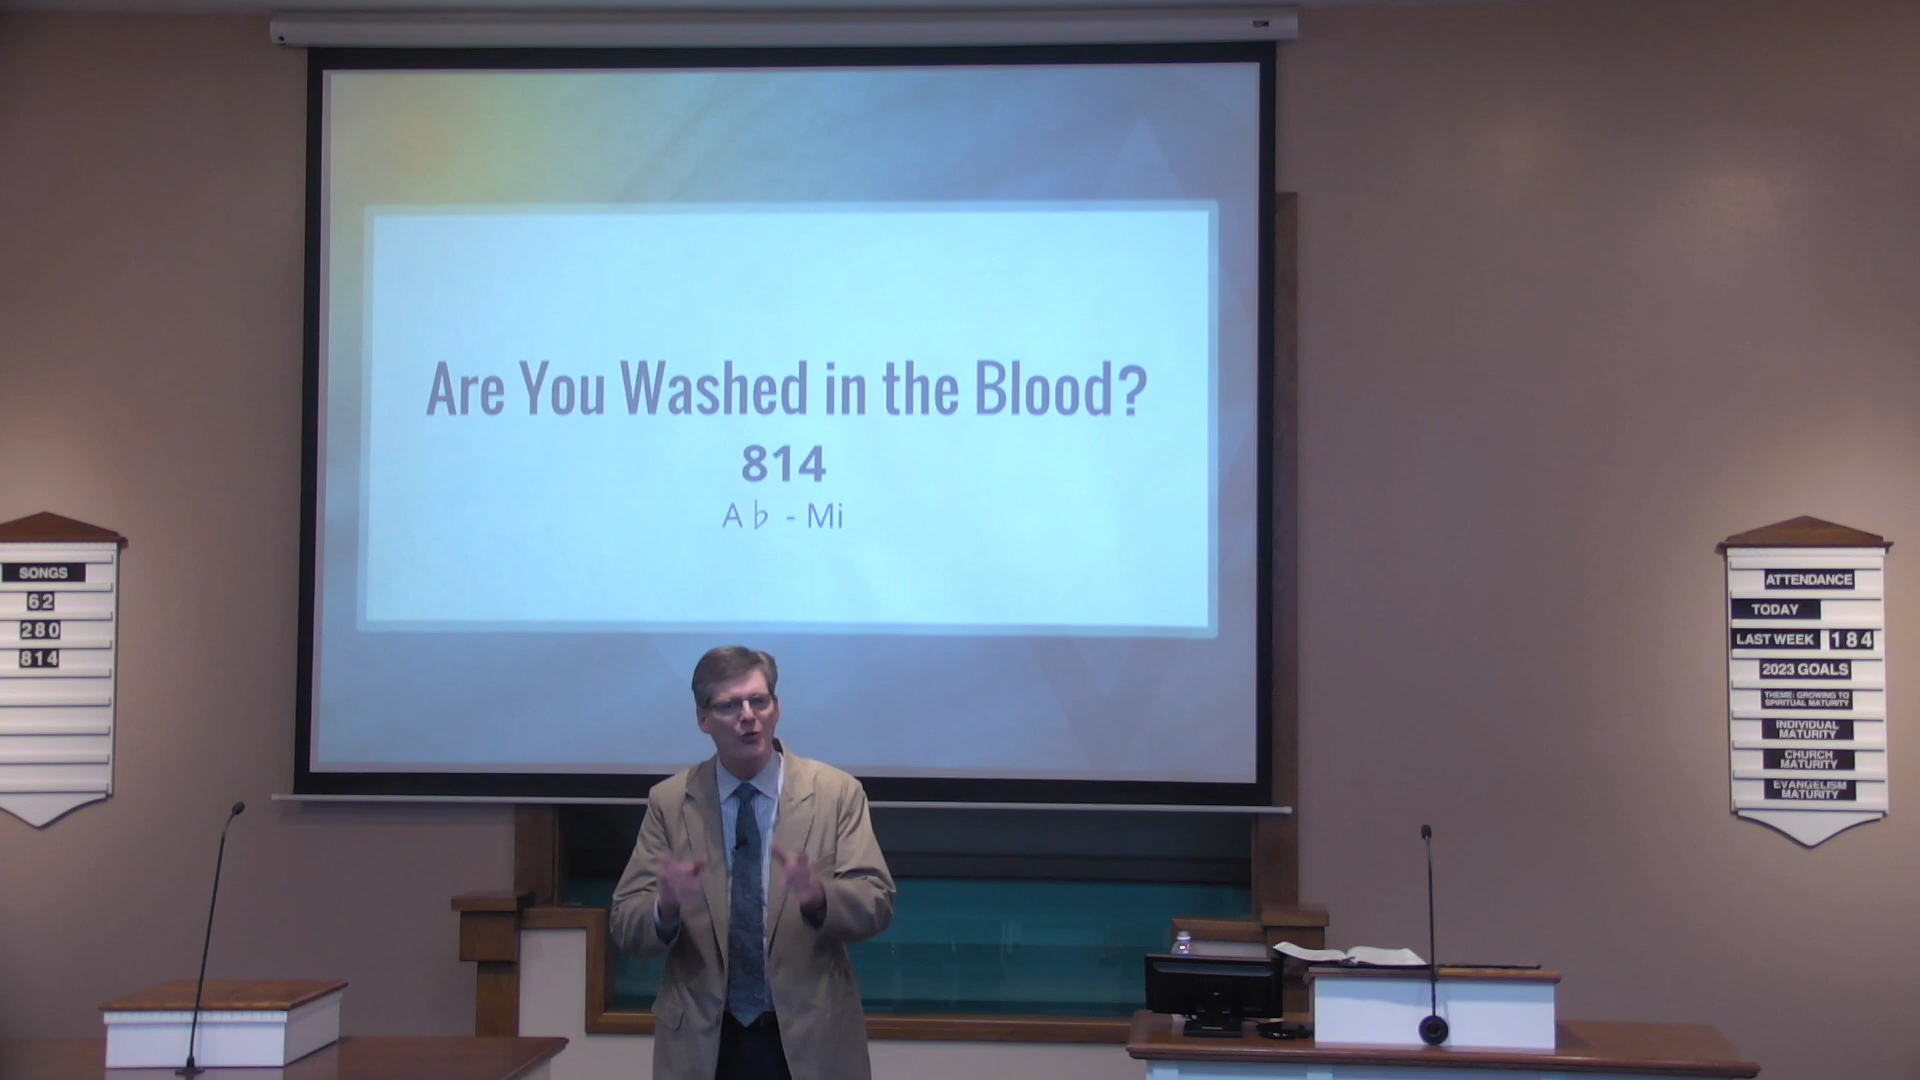 Are You Washed in the Blood?
814
A♭ - Mi
SONGS
62
280
814
ATTENDANCE
TODAY
LAST WEEK 184
2023 GOALS
THEME: GROWING TO
SPIRITUAL MATURITY
INDIVIDUAL
MATURITY
CHURCH
MATURITY
EVANGELISM
MATURITY